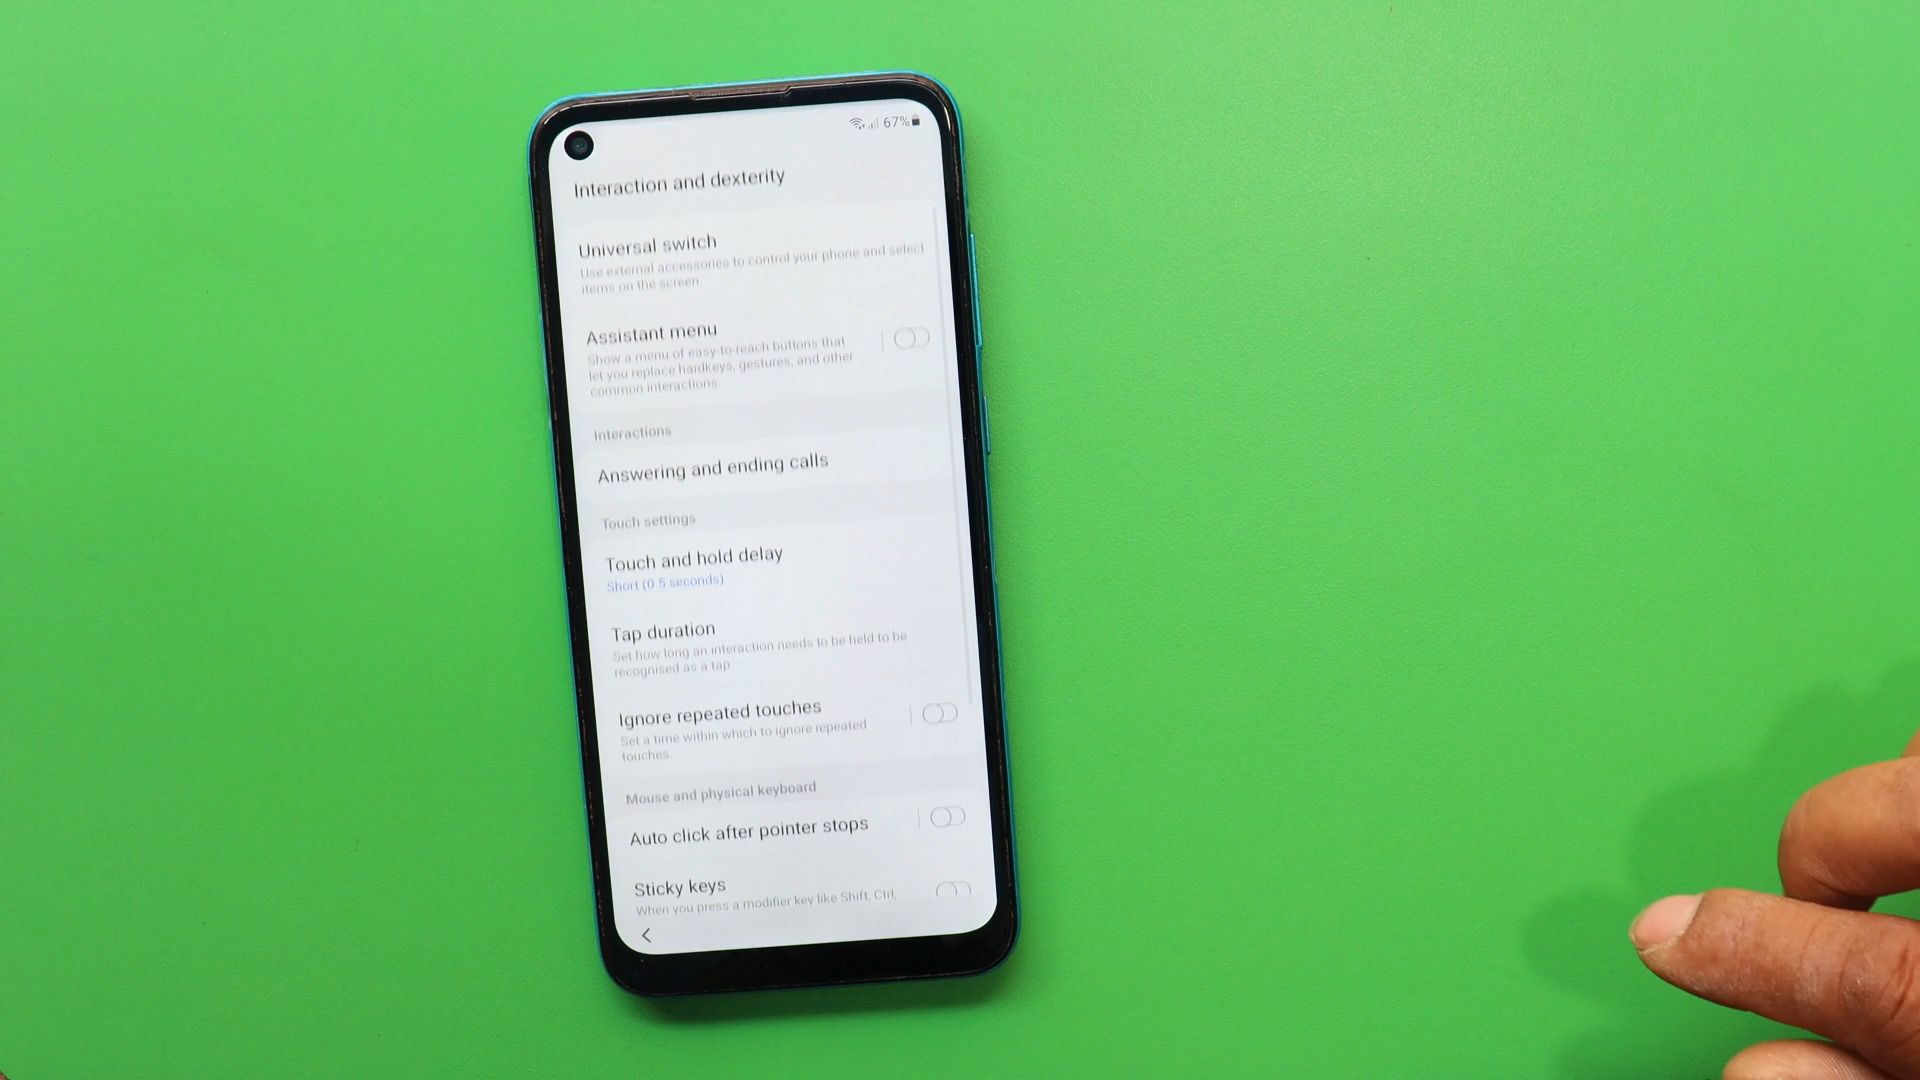 67%
Interaction and dexterity
Universal switch
Use external accessories to control your phone and select
items on the screen.
Assistant menu
Show a menu of easy-to-reach buttons that
let you replace hardkeys, gestures, and other
common interactions.
Interactions
Answering and ending calls
Touch settings
Touch and hold delay
Short (0.5 seconds)
Tap duration
Set how long an interaction needs to be held to be
recognised as a tap.
Ignore repeated touches
Set a time within which to ignore repeated
touches.
Mouse and physical keyboard
Auto click after pointer stops
Sticky keys
When you press a modifier key like Shift, Ctrl,